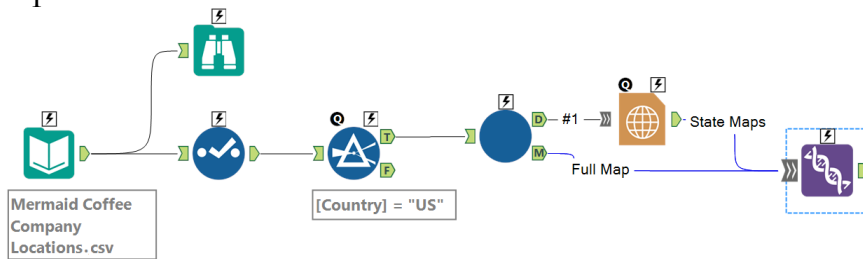 Q
Q
T
F
D
M
#1
State Maps
Full Map
Mermaid Coffee
Company
Locations.csv
[Country] = "US"